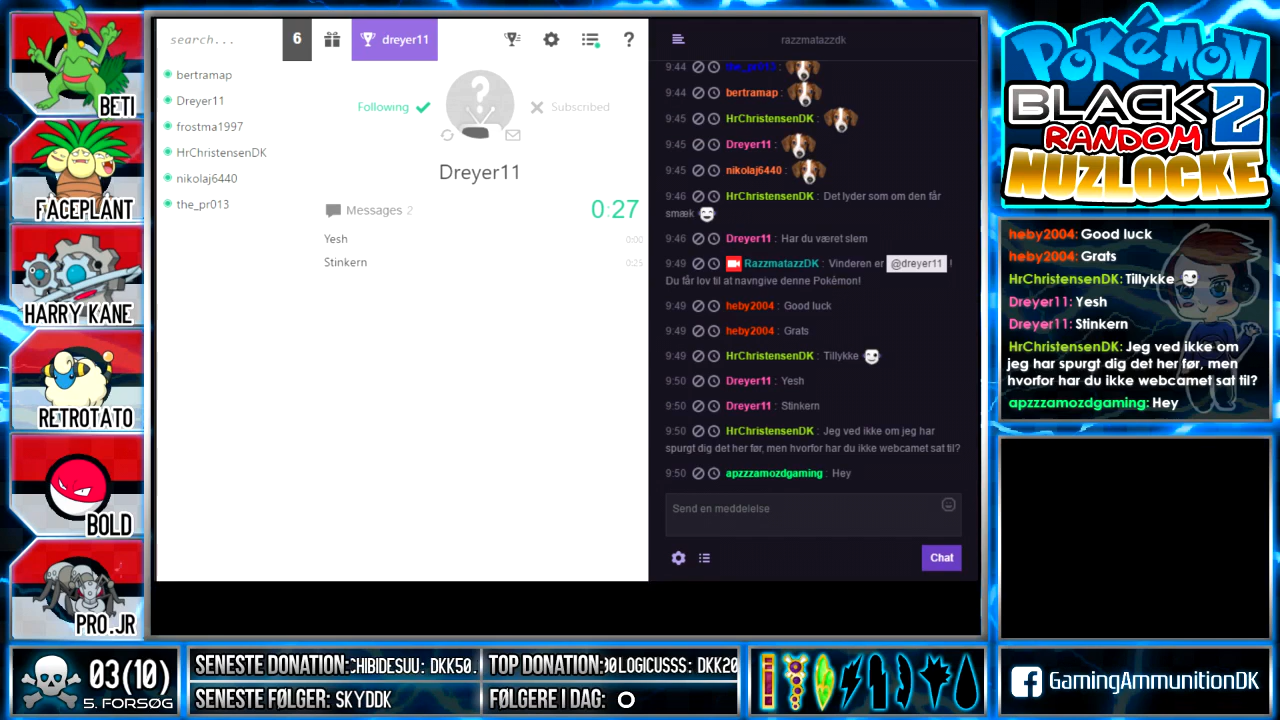 BETI
FACEPLANT
HARRY KANE
RETROTATO
BOLD
PRO.JR
search...
6
dreyer11
?
bertramap
Dreyer11
frostma1997
HrChristensenDK
nikolaj6440
the_pr013
Following
Subscribed
Dreyer11
Messages 2
0:27
Yesh 0:00
Stinkern 0:25
razzmatazzdk
9:44 the_pr013 :
9:44 bertramap :
9:45 HrChristensenDK :
9:45 Dreyer11 :
9:45 nikolaj6440 :
9:46 HrChristensenDK : Det lyder som om den får
smæk
9:46 Dreyer11 : Har du været slem
9:49 RazzmatazzDK : Vinderen er @dreyer11 !
Du får lov til at navngive denne Pokémon!
9:49 heby2004 : Good luck
9:49 heby2004 : Grats
9:49 HrChristensenDK : Tillykke
9:50 Dreyer11 : Yesh
9:50 Dreyer11 : Stinkern
9:50 HrChristensenDK : Jeg ved ikke om jeg har
spurgt dig det her før, men hvorfor har du ikke webcamet sat til?
9:50 apzzzamozdgaming : Hey
Send en meddelelse
Chat
POKÉMON
BLACK 2
RANDOM
NUZLOCKE
heby2004: Good luck
heby2004: Grats
HrChristensenDK: Tillykke
Dreyer11: Yesh
Dreyer11: Stinkern
HrChristensenDK: Jeg ved ikke om
jeg har spurgt dig det her før, men
hvorfor har du ikke webcamet sat til?
apzzzamozdgaming: Hey
03(10)
5. FORSØG
SENESTE DONATION: CHIBIDESUU: DKK50.
TOP DONATION: OLOGICUSSS: DKK20
SENESTE FØLGER: SKYDDK
FØLGERE I DAG: 0
GamingAmmunitionDK